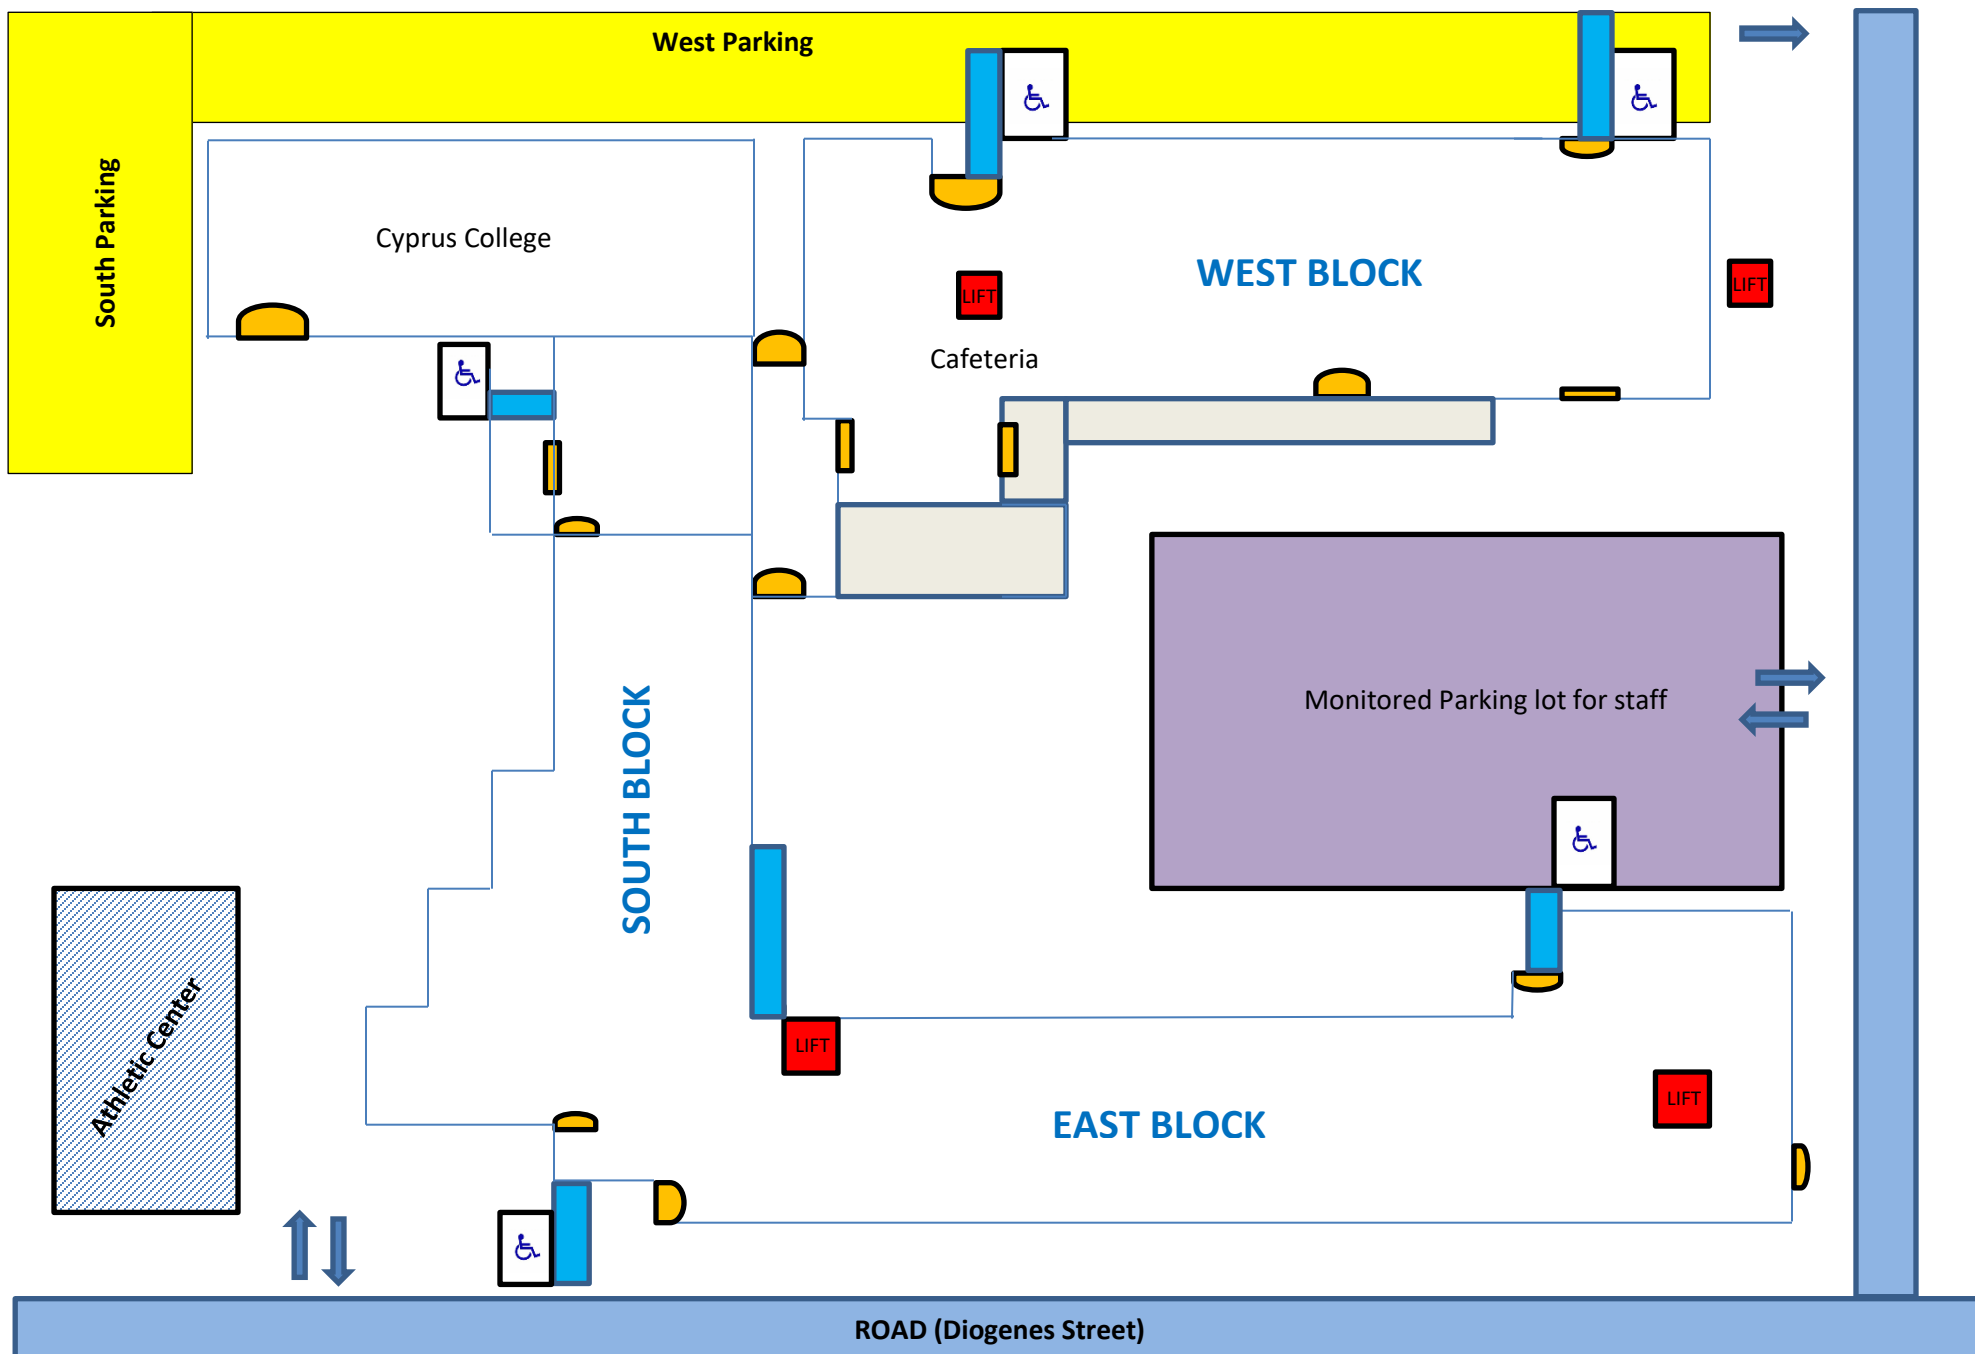 West Parking
South Parking
Cyprus College
WEST BLOCK
LIFT
LIFT
Cafeteria
SOUTH BLOCK
Monitored Parking lot for staff
Athletic Center
LIFT
EAST BLOCK
LIFT
ROAD (Diogenes Street)